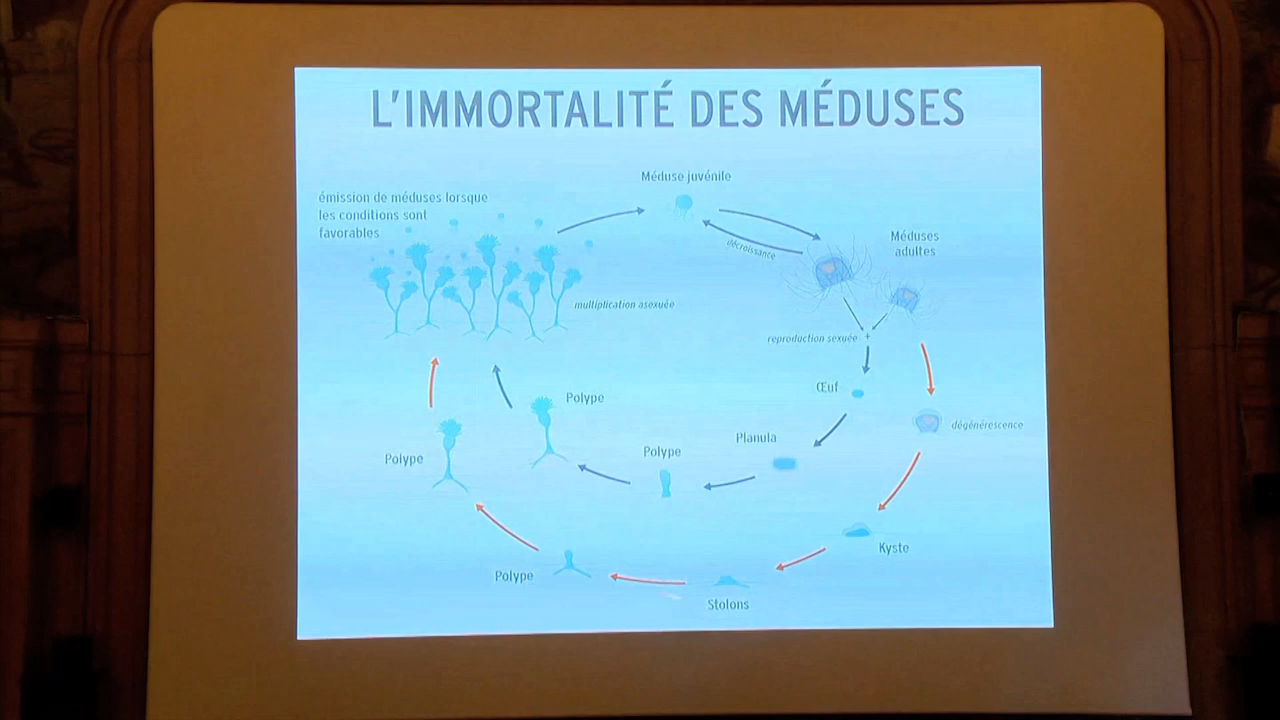 L'IMMORTALITÉ DES MÉDUSES
Méduse juvénile
émission de méduses lorsque
les conditions sont
favorables
décroissance
Méduses
adultes
multiplication asexuée
reproduction sexuée
+
Œuf
Polype
dégénérescence
Planula
Polype
Polype
Kyste
Polype
Stolons